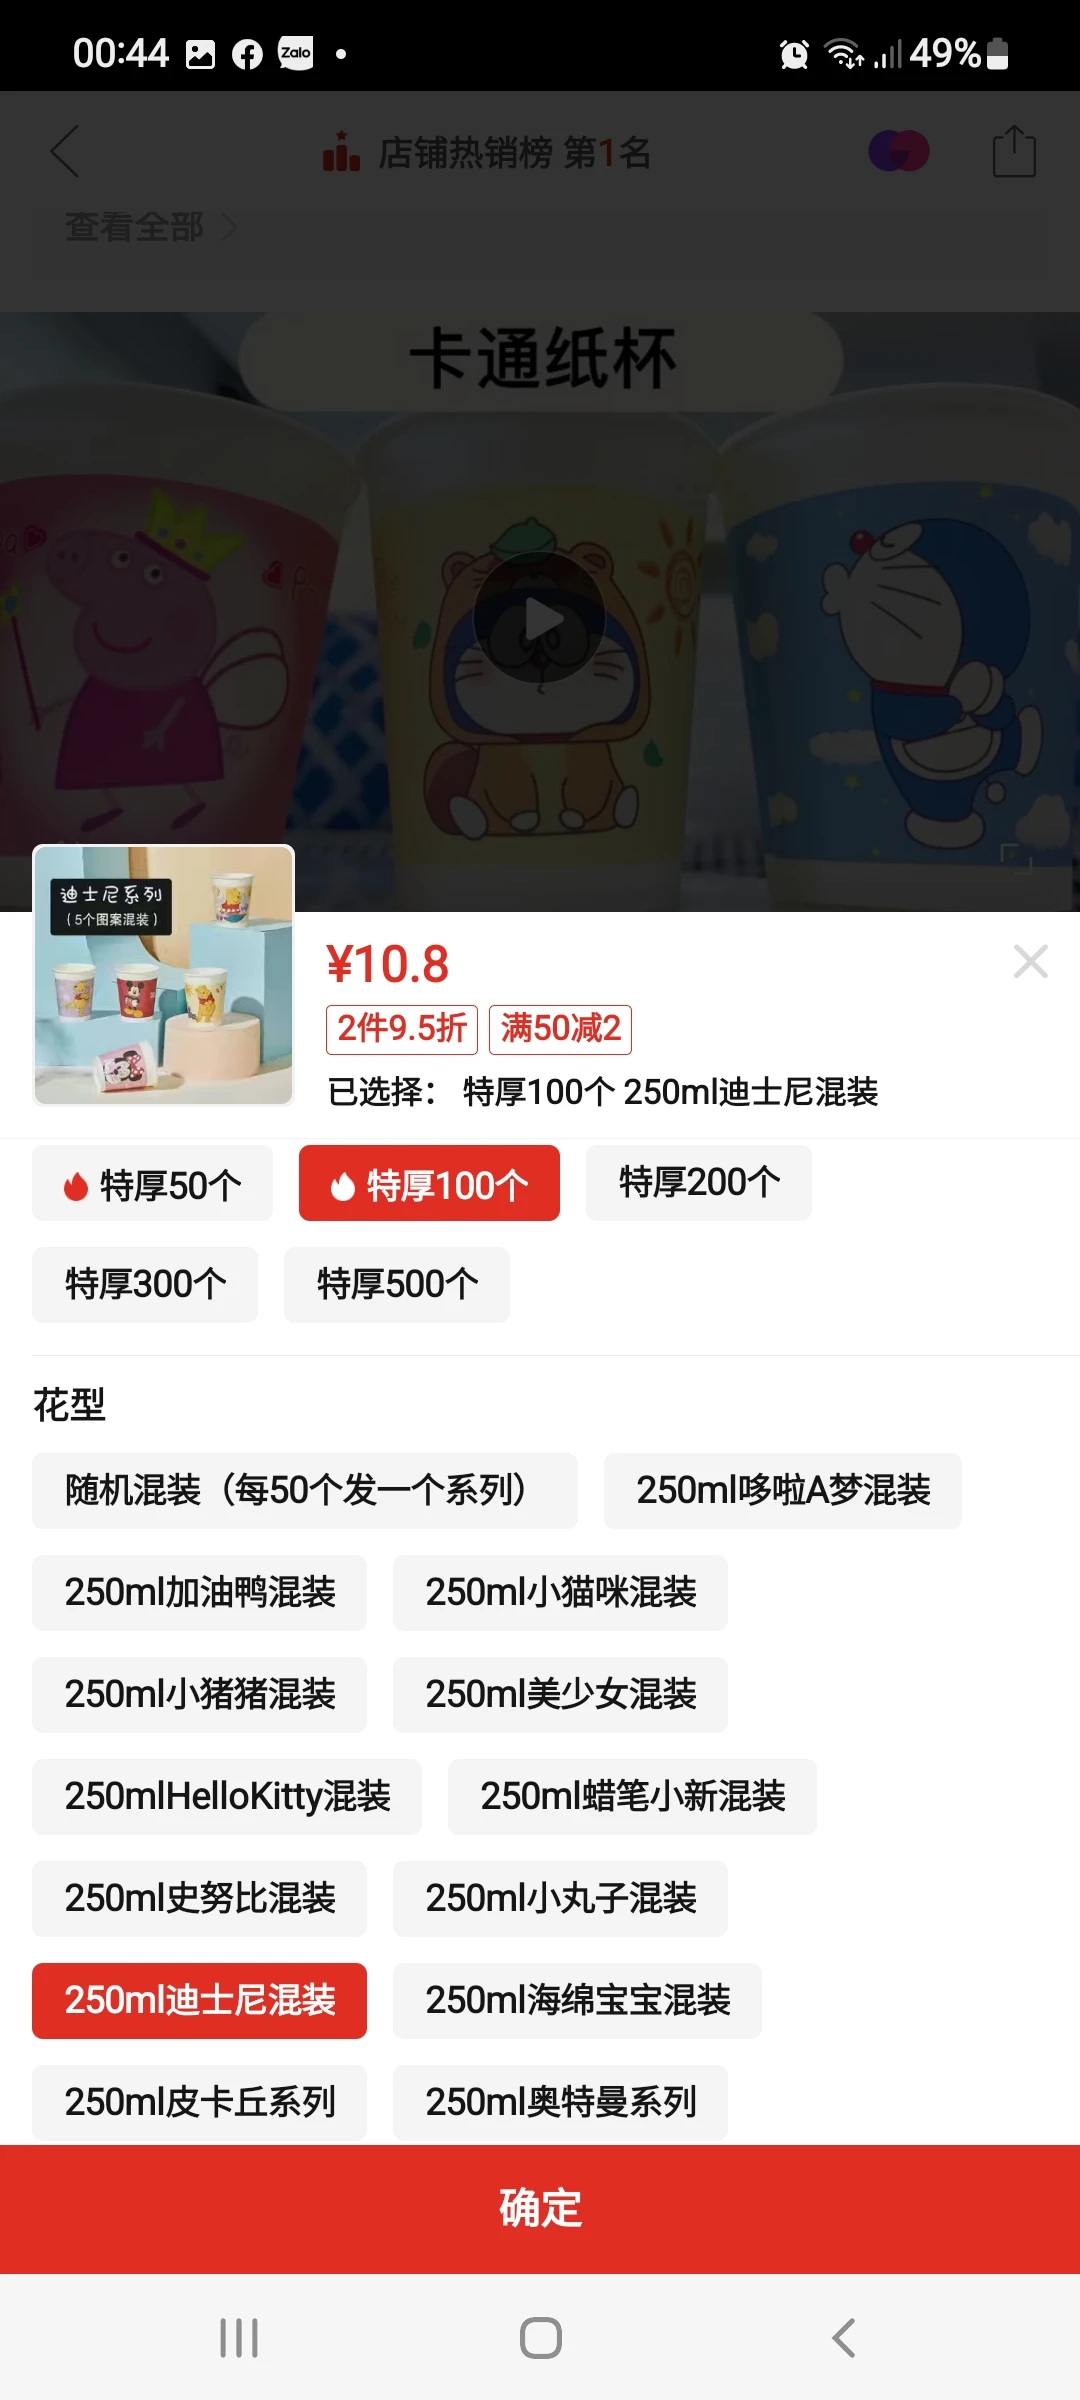 00:44
Zalo
49%
店铺热销榜 第1名
查看全部
卡通纸杯
迪士尼系列
（5个图案混装）
¥10.8
2件9.5折 满50减2
已选择： 特厚100个 250ml迪士尼混装
特厚50个 特厚100个 特厚200个
特厚300个 特厚500个
花型
随机混装（每50个发一个系列） 250ml哆啦A梦混装
250ml加油鸭混装 250ml小猫咪混装
250ml小猪猪混装 250ml美少女混装
250mlHelloKitty混装 250ml蜡笔小新混装
250ml史努比混装 250ml小丸子混装
250ml迪士尼混装 250ml海绵宝宝混装
250ml皮卡丘系列 250ml奥特曼系列
确定